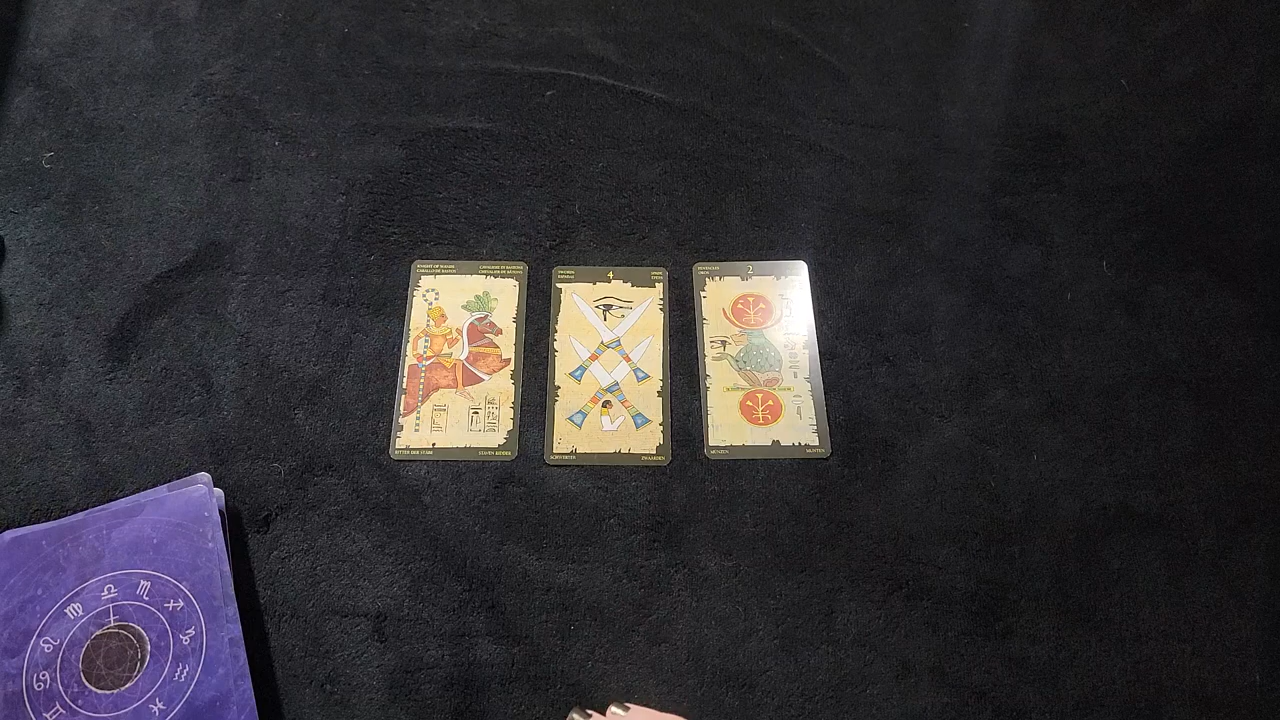 KNIGHT OF WANDS
CABALLO DE BASTOS
CAVALIERE DI BASTONI
CHEVALIER DE BÂTONS
RITTER DER STÄBE
STAVEN RIDDER
SWORDS
ESPADAS
4
SPADE
EPEES
SCHWERTER
ZWAARDEN
PENTACLES
OROS
2
MÜNZEN
MUNTEN